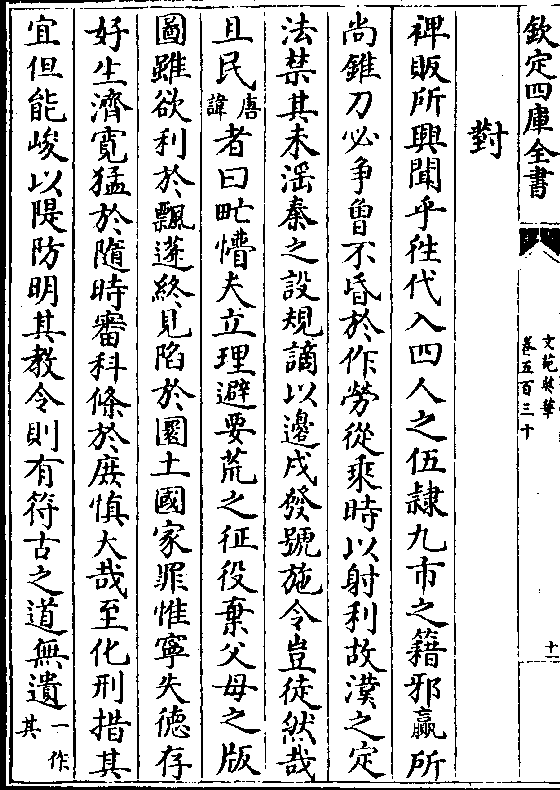 欽定四庫全書
文苑英華
卷五百三十
十一
對
裨販所興聞乎徃代入四人之伍隷九市之籍邪贏所
尚錐刀必爭曾不昏於作勞從乘時以射利故漢之定
法禁其未滛秦之設規謫以邊戍發號施令豈徒然哉
且民唐諱者曰甿懵夫立理避要荒之征役棄父母之版
圖雖欲利於飄蓬終見陷於圜土國家罪惟寧失德存
好生濟寛猛於隨時審科條於庶慎大哉至化刑措其
宜但能峻以隄防明其教令則有符古之道無遺一作其